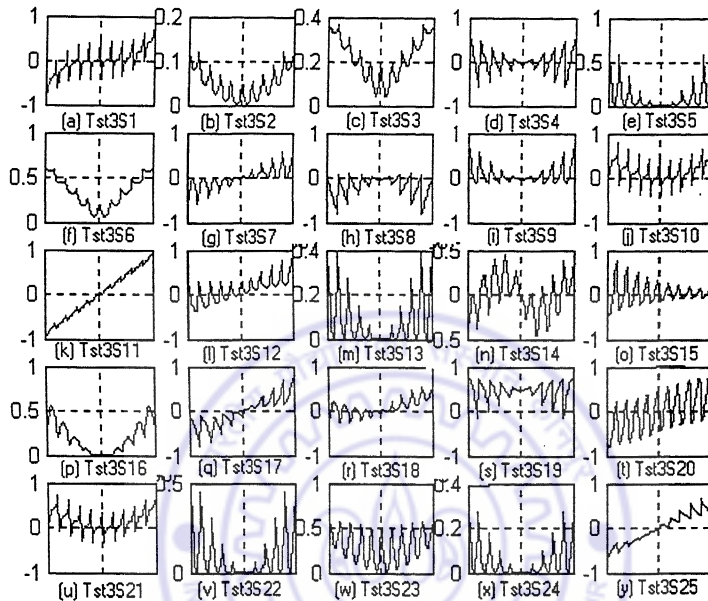 1 0.2 0.4 1 1
0 0.1 0.2 0 0.5
-1 0 0 -1 0
(a) Tst3S1 (b) Tst3S2 (c) Tst3S3 (d) Tst3S4 (e) Tst3S5
1 1 1 1 1
0.5 0 0 0 0
0 -1 -1 -1 -1
(f) Tst3S6 (g) Tst3S7 (h) Tst3S8 (i) Tst3S9 (j) Tst3S10
1 1 0.4 0.5 1
0 0 0.2 0 0
-1 -1 0 0.5 -1
(k) Tst3S11 (l) Tst3S12 (m) Tst3S13 (n) Tst3S14 (o) Tst3S15
1 1 1 1 1
0.5 0 0 0 0
0 -1 -1 -1 -1
(p) Tst3S16 (q) Tst3S17 (r) Tst3S18 (s) Tst3S19 (t) Tst3S20
1 0.5 1 0.4 1
0 0.5 0.2 0
-1 0 0 0 -1
(u) Tst3S21 (v) Tst3S22 (w) Tst3S23 (x) Tst3S24 (y) Tst3S25